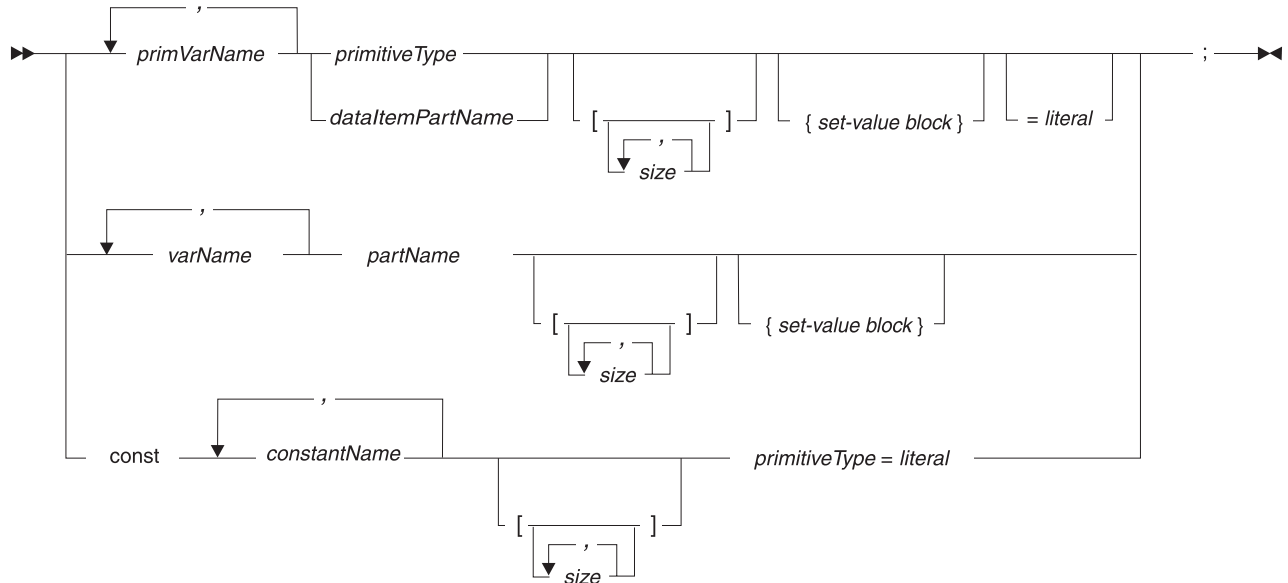 ,
primVarName primitiveType ;
dataItemPartName [ ] { set-value block } = literal
,
size
,
varName partName
[ ] { set-value block }
,
size
,
const constantName primitiveType = literal
[ ]
,
size